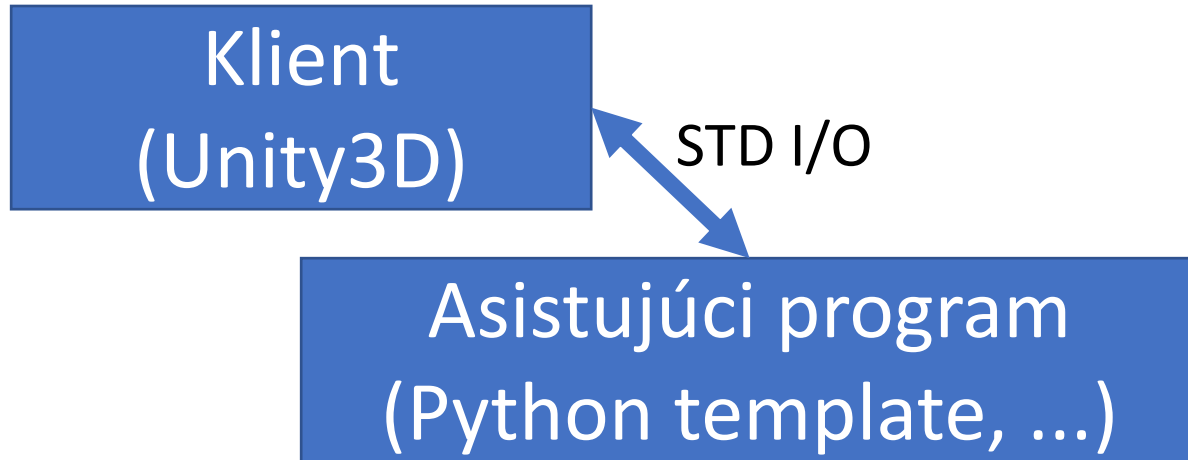 Klient
(Unity3D)
STD I/O
Asistujúci program
(Python template, ...)